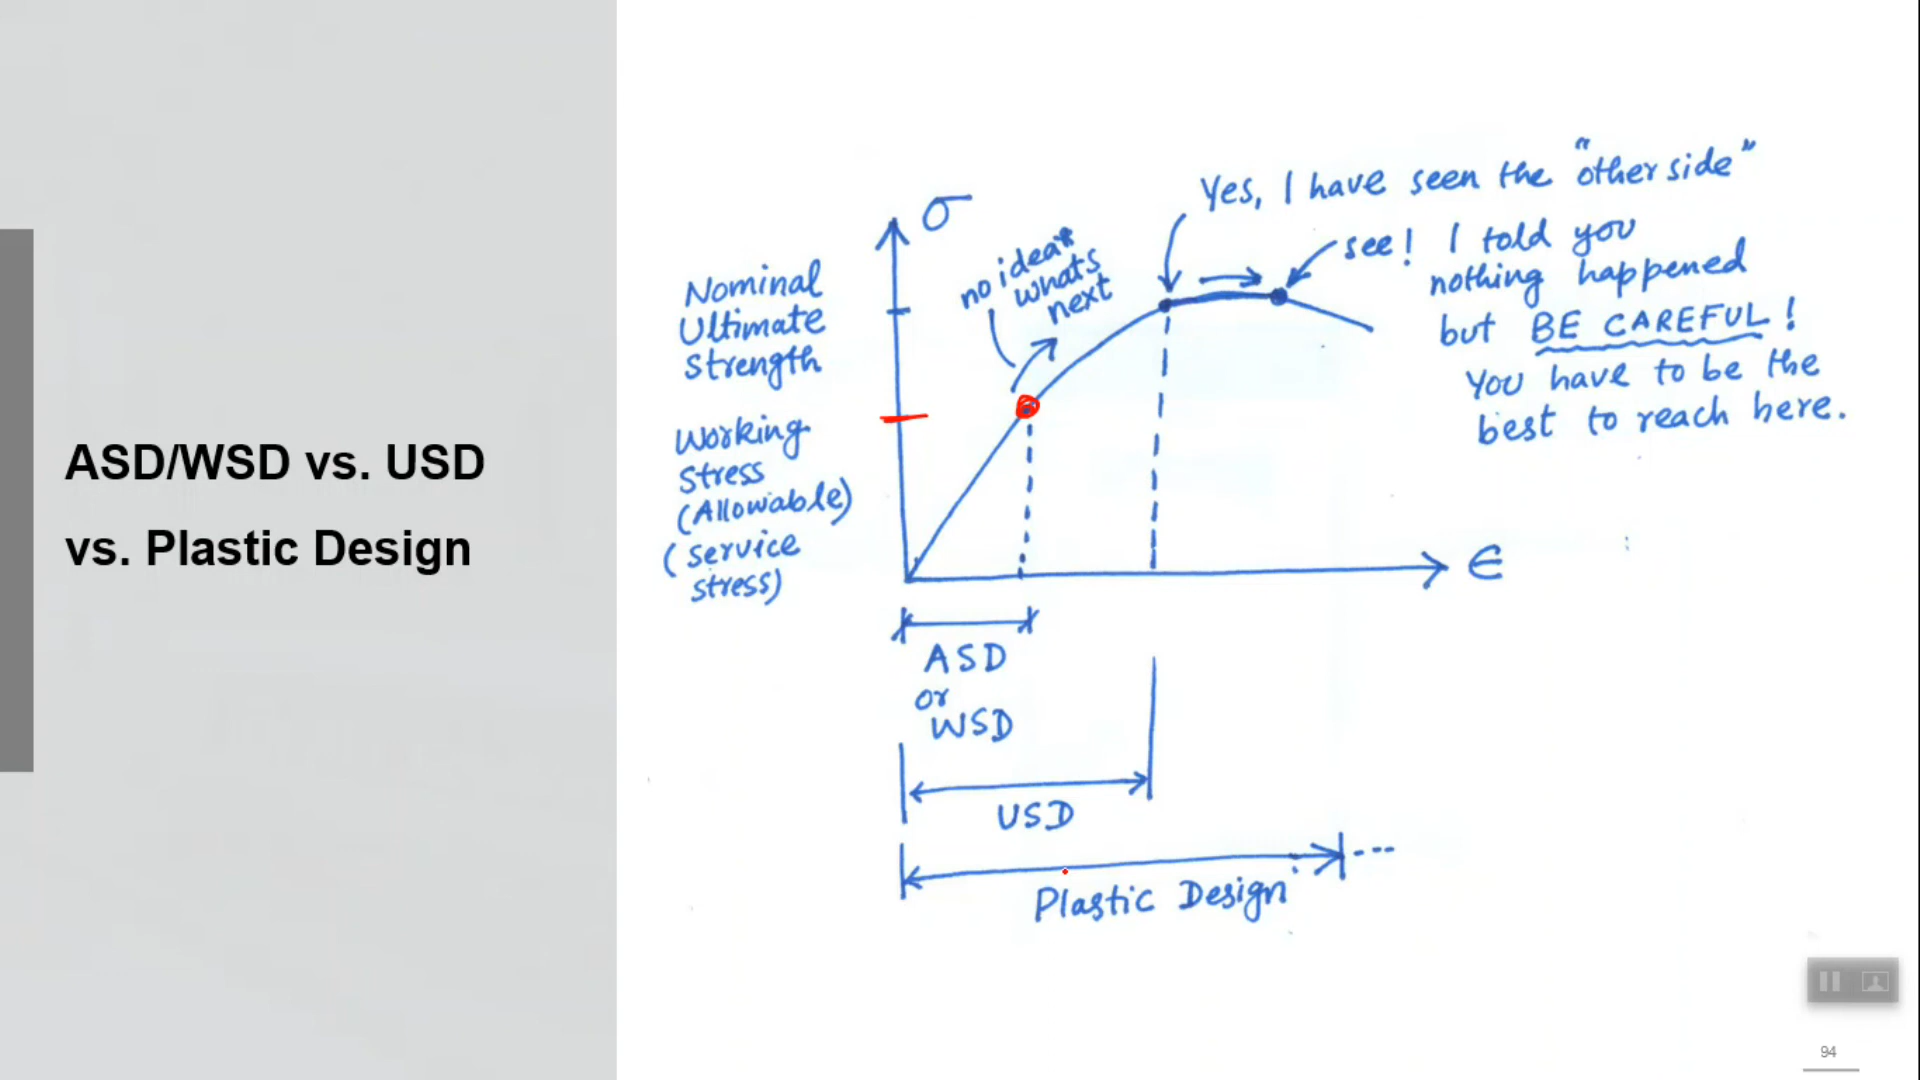 ASD/WSD vs. USD
vs. Plastic Design
σ
Nominal
Ultimate
Strength
Working
Stress
(Allowable)
(service
stress)
no idea
whats
next
Yes, I have seen the "other side"
see! I told you
nothing happened
but BE CAREFUL!
You have to be the
best to reach here.
ϵ
ASD
or
WSD
USD
Plastic Design
94